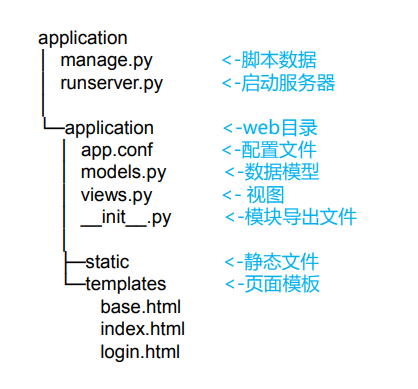 application
manage.py <-脚本数据
runserver.py <-启动服务器
application <-web目录
app.conf <-配置文件
models.py <-数据模型
views.py <- 视图
__init__.py <-模块导出文件
static <-静态文件
templates <-页面模板
base.html
index.html
login.html